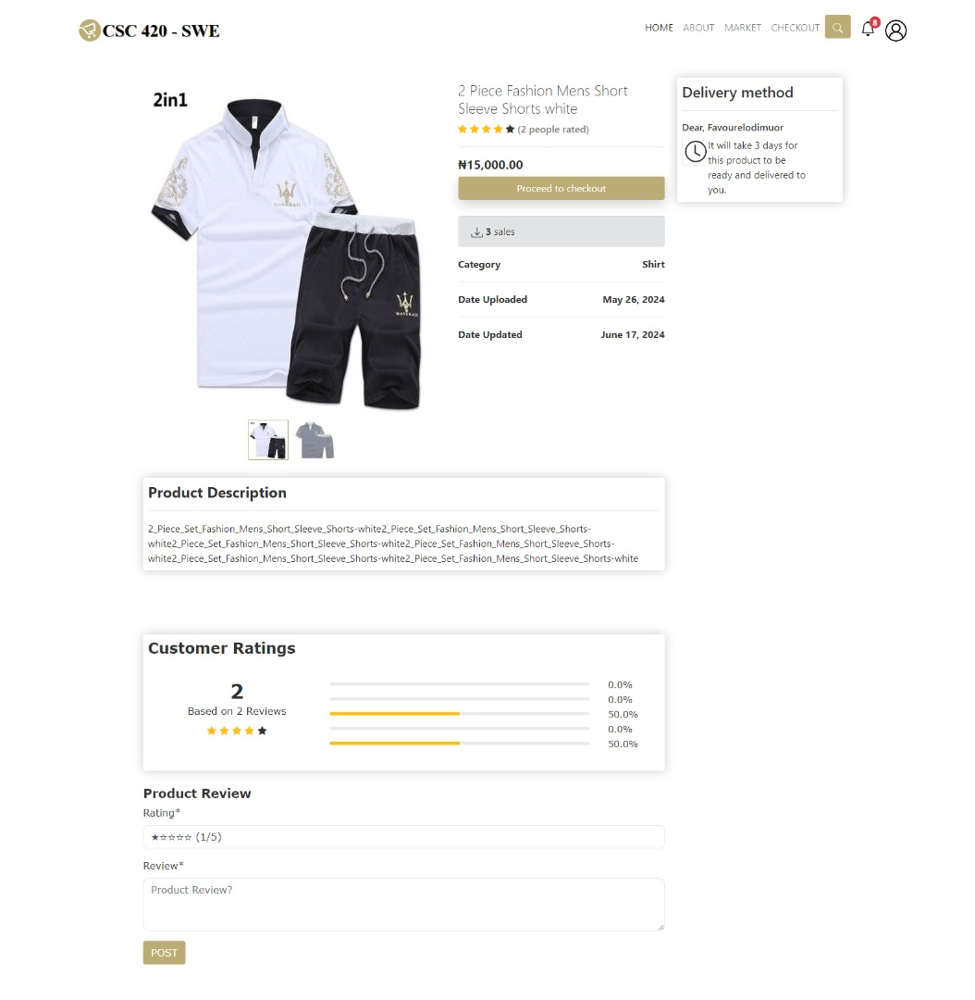 CSC 420 - SWE
HOME ABOUT MARKET CHECKOUT
8
2in1
MASERATI
MASERATI
2 Piece Fashion Mens Short
Sleeve Shorts white
(2 people rated)
₦15,000.00
Proceed to checkout
3 sales
Category Shirt
Date Uploaded May 26, 2024
Date Updated June 17, 2024
Delivery method
Dear, Favourelodimuor
It will take 3 days for
this product to be
ready and delivered to
you.
Product Description
2_Piece_Set_Fashion_Mens_Short_Sleeve_Shorts-white2_Piece_Set_Fashion_Mens_Short_Sleeve_Shorts-
white2_Piece_Set_Fashion_Mens_Short_Sleeve_Shorts-white2_Piece_Set_Fashion_Mens_Short_Sleeve_Shorts-
white2_Piece_Set_Fashion_Mens_Short_Sleeve_Shorts-white2_Piece_Set_Fashion_Mens_Short_Sleeve_Shorts-white
Customer Ratings
2
Based on 2 Reviews
0.0%
0.0%
50.0%
0.0%
50.0%
Product Review
Rating*
★☆☆☆☆ (1/5)
Review*
Product Review?
POST